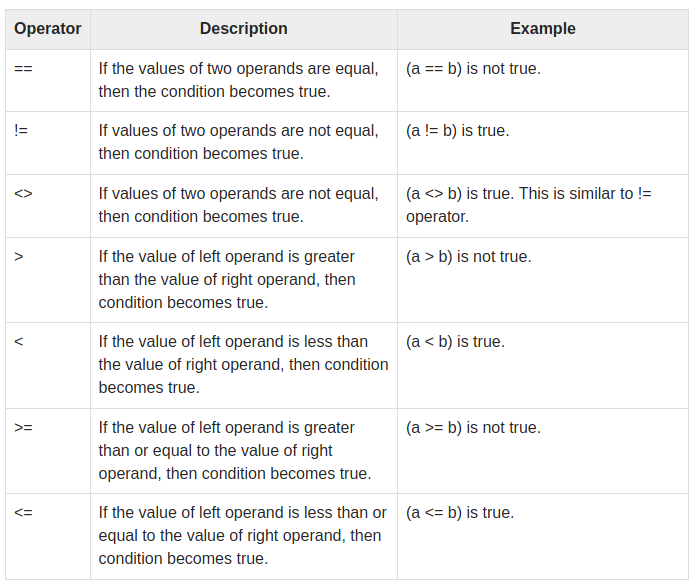 Operator Description Example
== If the values of two operands are equal, (a == b) is not true.
then the condition becomes true.
!= If values of two operands are not equal, (a != b) is true.
then condition becomes true.
<> If values of two operands are not equal, (a <> b) is true. This is similar to !=
then condition becomes true. operator.
> If the value of left operand is greater (a > b) is not true.
than the value of right operand, then
condition becomes true.
< If the value of left operand is less than (a < b) is true.
the value of right operand, then condition
becomes true.
>= If the value of left operand is greater (a >= b) is not true.
than or equal to the value of right
operand, then condition becomes true.
<= If the value of left operand is less than or (a <= b) is true.
equal to the value of right operand, then
condition becomes true.